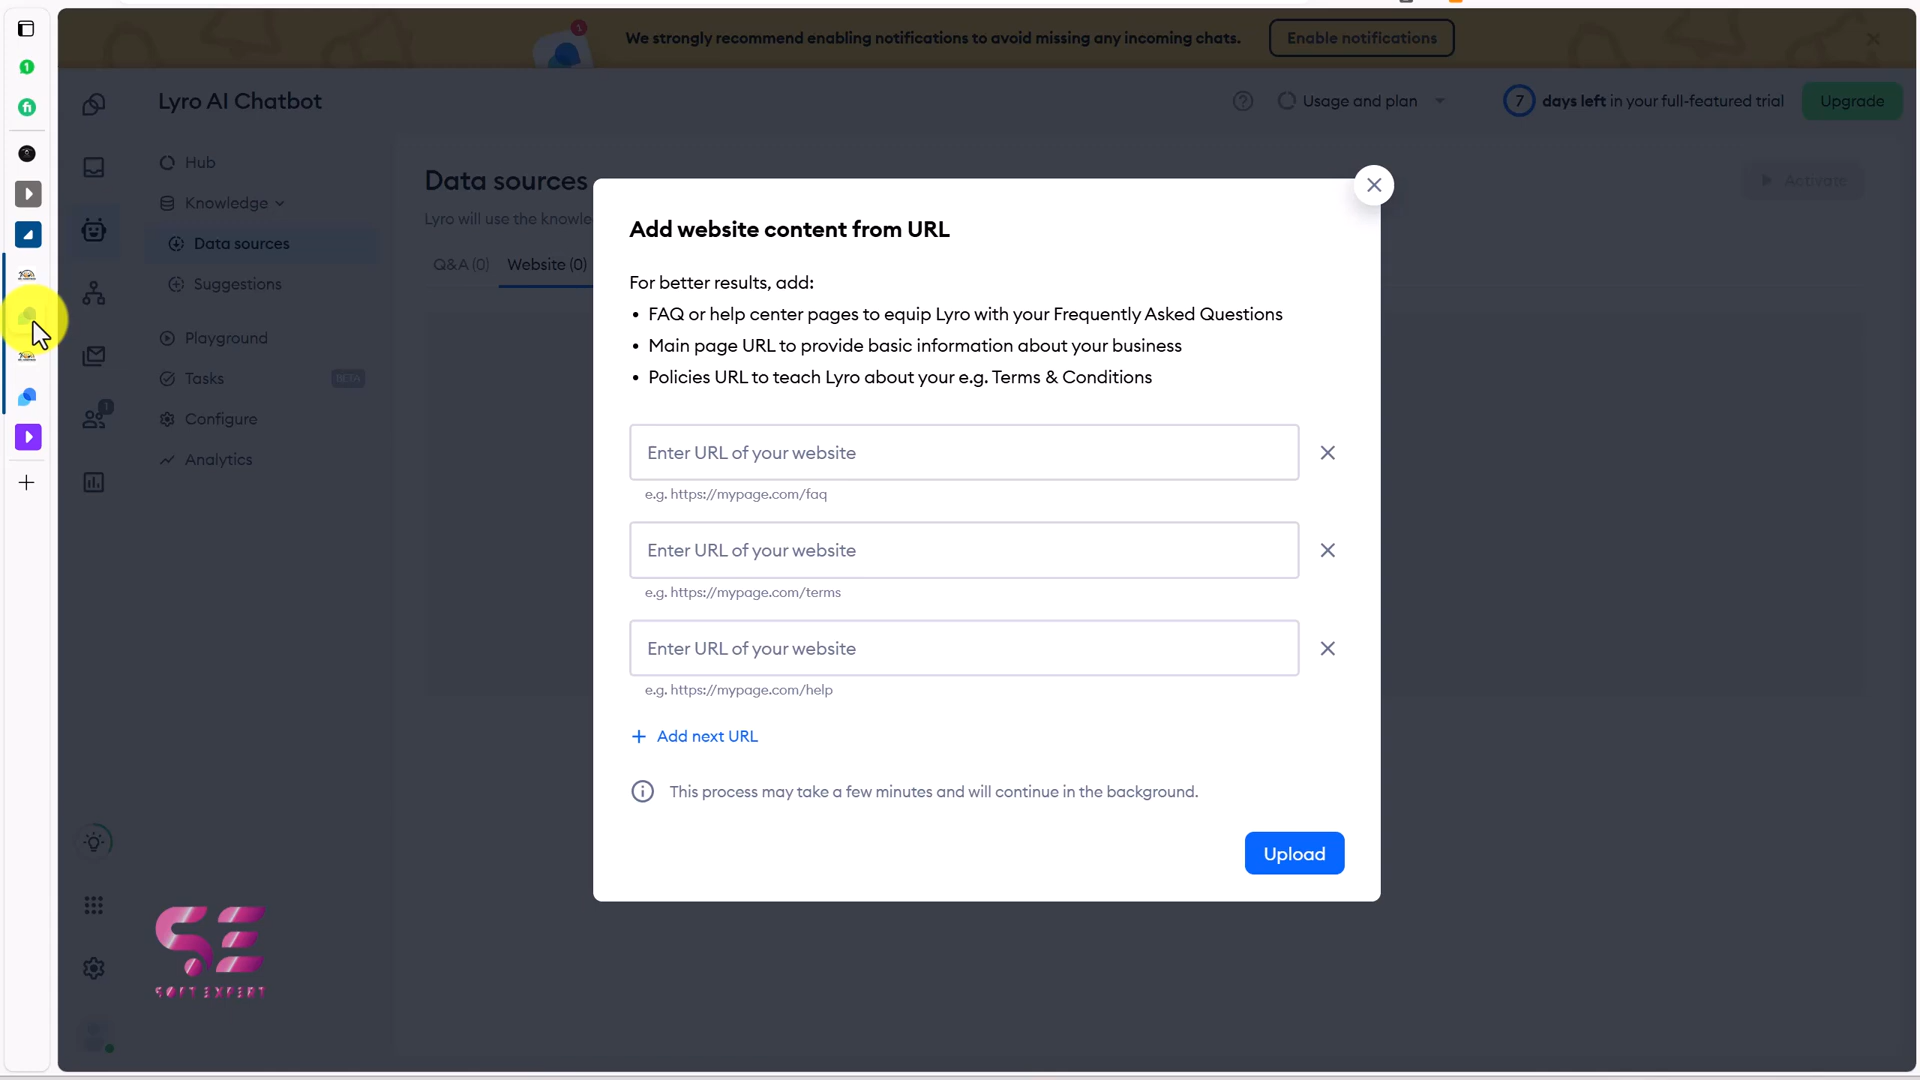 We strongly recommend enabling notifications to avoid missing any incoming chats.
Enable notifications
1
Lyro AI Chatbot
Usage and plan
7 days left in your full-featured trial
Upgrade
Hub
Knowledge
Data sources
Suggestions
Playground
Tasks
BETA
Configure
Analytics
1
Data sources
Activate
Lyro will use the knowle
Q&A (0)
Website (0)
Add website content from URL
For better results, add:
• FAQ or help center pages to equip Lyro with your Frequently Asked Questions
• Main page URL to provide basic information about your business
• Policies URL to teach Lyro about your e.g. Terms & Conditions
Enter URL of your website
e.g. https://mypage.com/faq
Enter URL of your website
e.g. https://mypage.com/terms
Enter URL of your website
e.g. https://mypage.com/help
+ Add next URL
This process may take a few minutes and will continue in the background.
Upload
SE
SOFT EXPERT